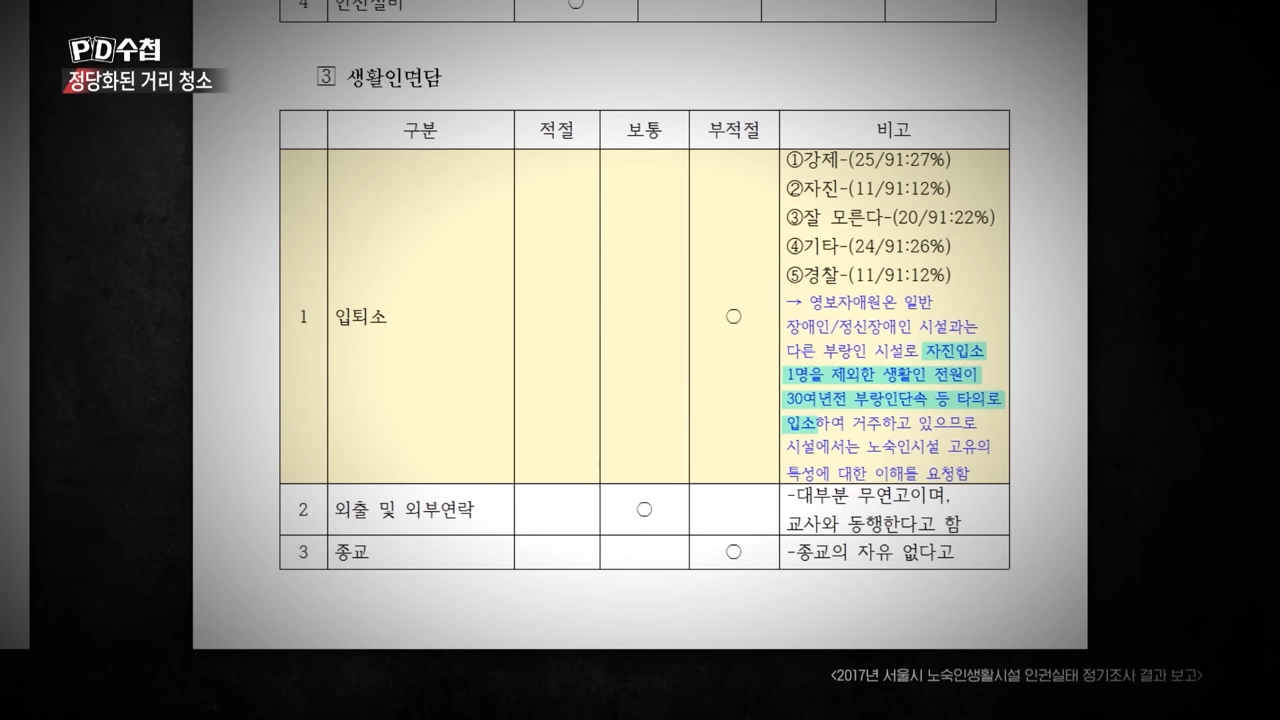 4 안전설비 ○
PD수첩
정당화된 거리 청소
3 생활인면담
구분 적절 보통 부적절 비고
1 입퇴소 ○
①강제-(25/91:27%)
②자진-(11/91:12%)
③잘 모른다-(20/91:22%)
④기타-(24/91:26%)
⑤경찰-(11/91:12%)
→ 영보자애원은 일반
장애인/정신장애인 시설과는
다른 부랑인 시설로 자진입소
1명을 제외한 생활인 전원이
30여년전 부랑인단속 등 타의로
입소하여 거주하고 있으므로
시설에서는 노숙인시설 고유의
특성에 대한 이해를 요청함
2 외출 및 외부연락 ○ -대부분 무연고이며,
교사와 동행한다고 함
3 종교 ○ -종교의 자유 없다고
<2017년 서울시 노숙인생활시설 인권실태 정기조사 결과 보고>